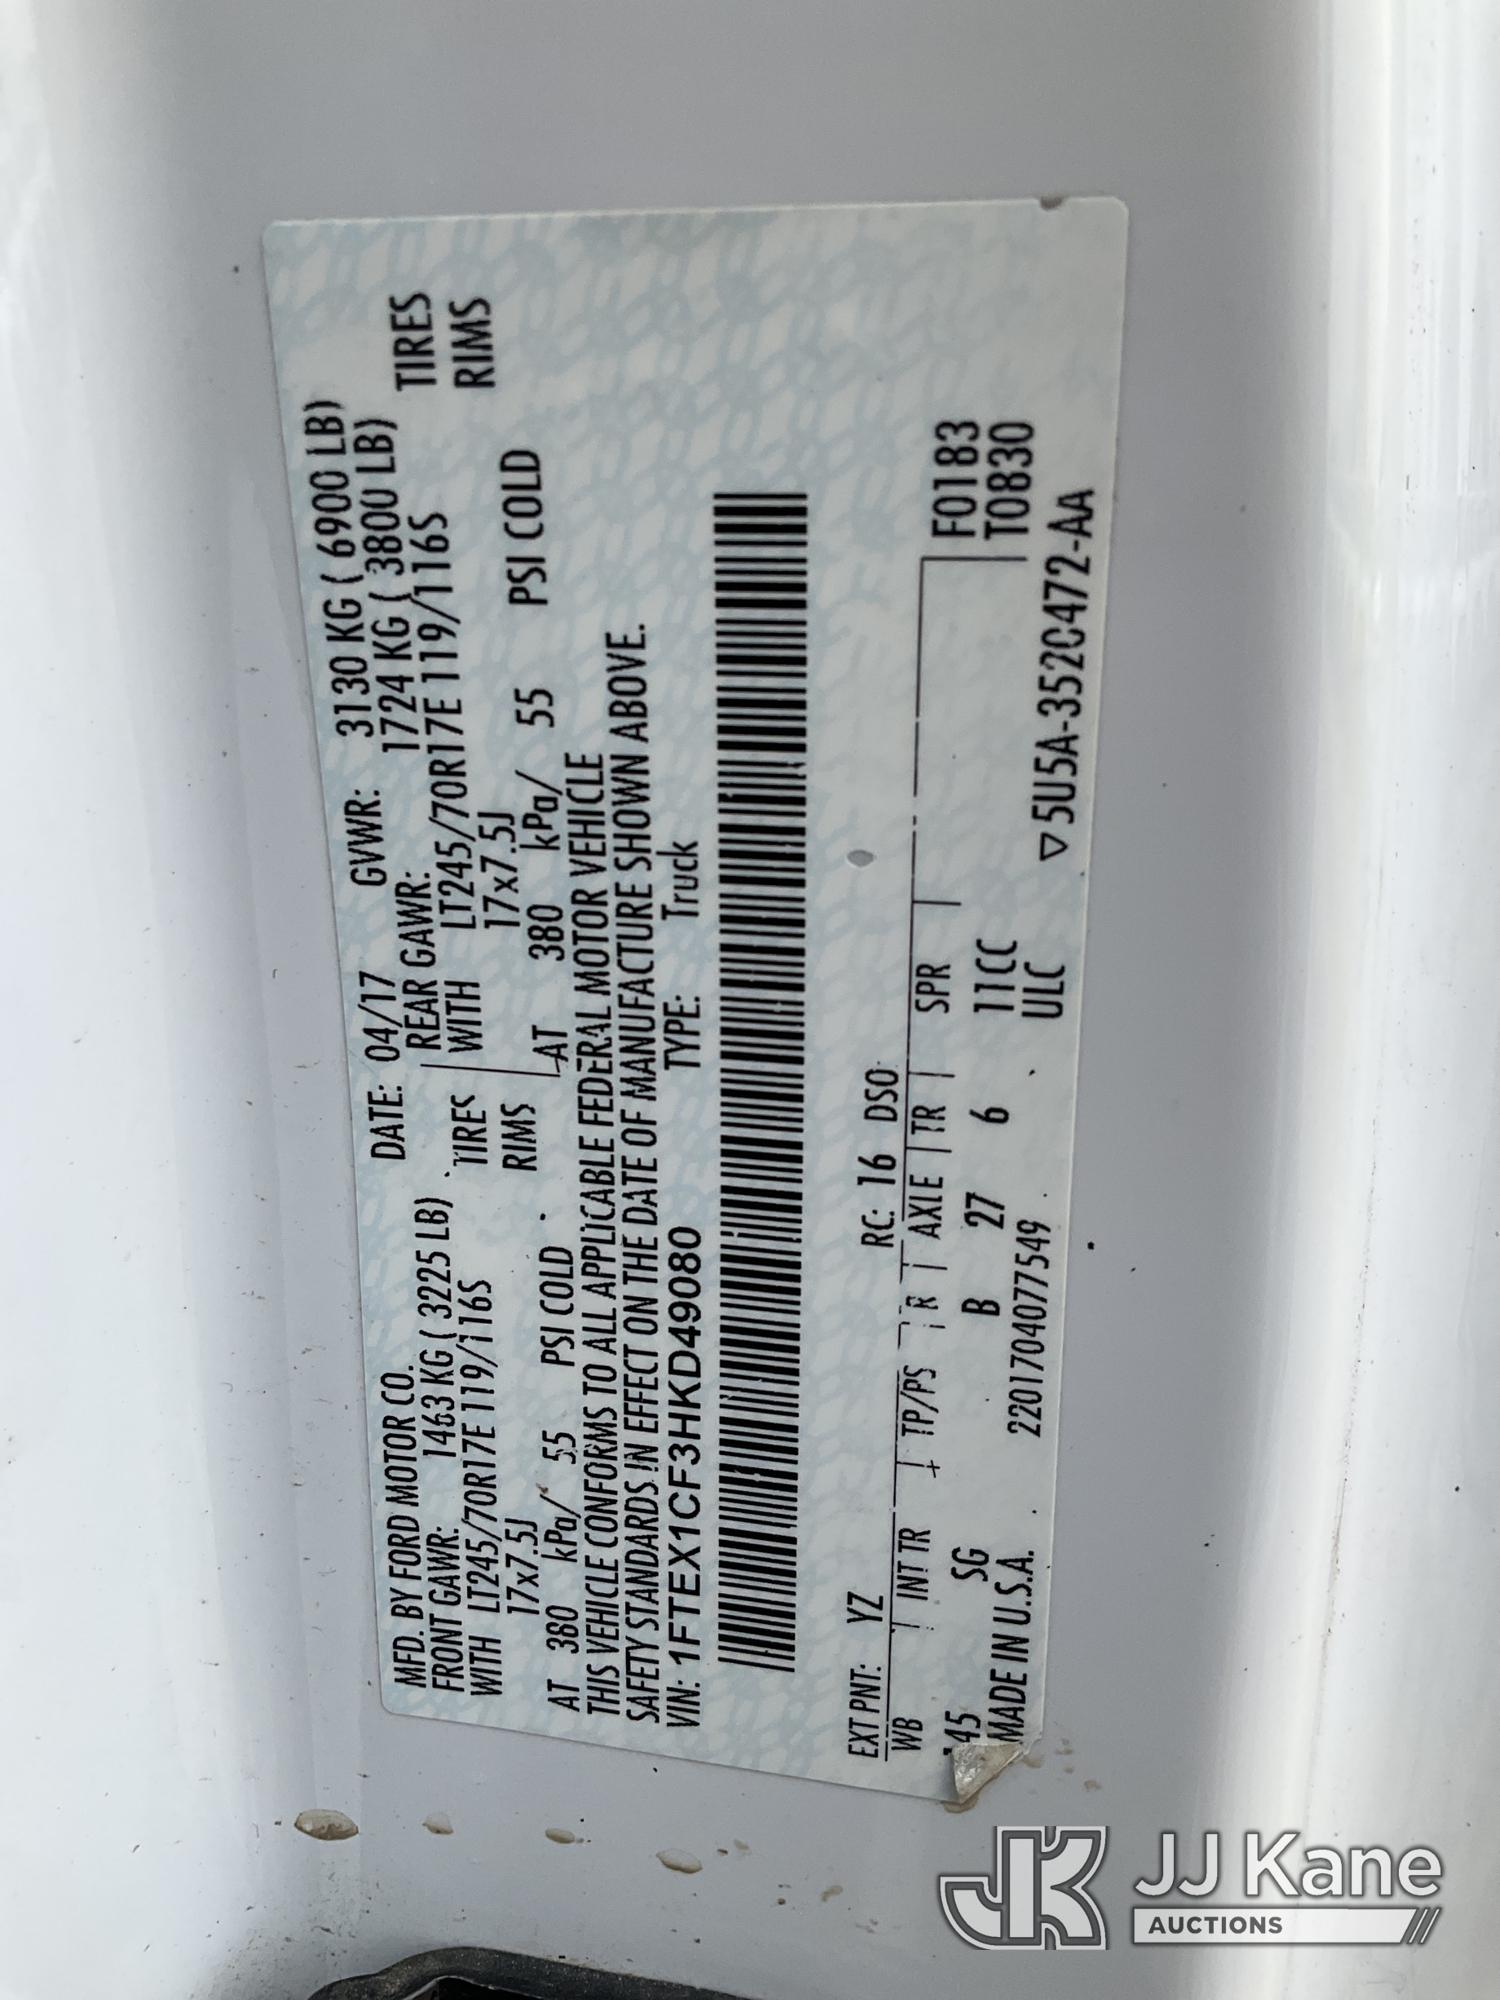 MFD. BY FORD MOTOR CO.
DATE: 04/17 GVWR: 3130 KG ( 6900 LB)
FRONT GAWR: 1463 KG ( 3225 LB) REAR GAWR: 1724 KG ( 3800 LB)
WITH LT245/70R17E 119/116S TIRES WITH LT245/70R17E 119/116S TIRES
17x7.5J RIMS 17x7.5J RIMS
AT 380 kPa/ 55 PSI COLD AT 380 kPa/ 55 PSI COLD
THIS VEHICLE CONFORMS TO ALL APPLICABLE FEDERAL MOTOR VEHICLE
SAFETY STANDARDS IN EFFECT ON THE DATE OF MANUFACTURE SHOWN ABOVE.
VIN: 1FTEX1CF3HKD49080 TYPE: Truck
EXT PNT: YZ RC: 16 DSO:
WB INT TR TP/PS R AXLE TR SPR
145 SG B 27 6 11CC F0183
ULC T0830
MADE IN U.S.A. 2201704077549
▽5U5A-3520472-AA
JK
JJ Kane
AUCTIONS